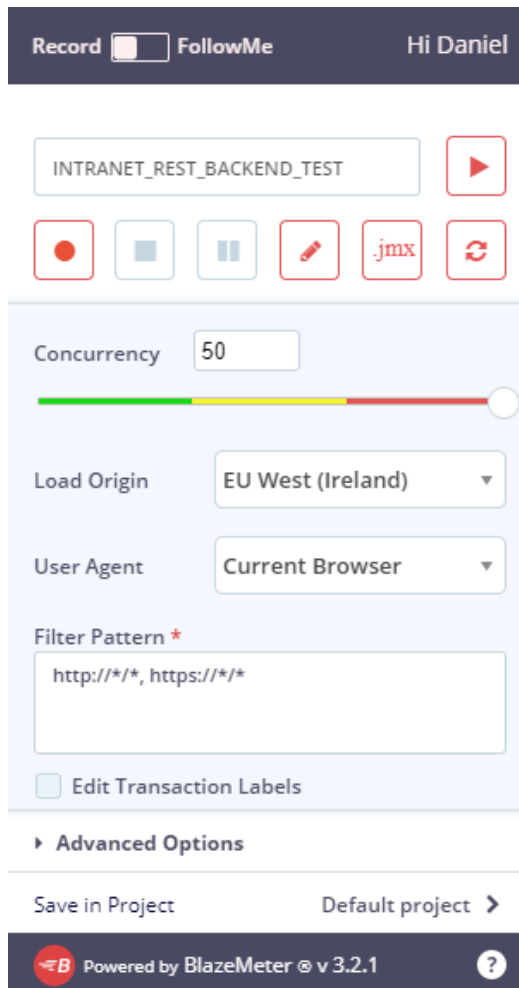 Record FollowMe Hi Daniel
INTRANET_REST_BACKEND_TEST
.jmx
Concurrency 50
Load Origin EU West (Ireland)
User Agent Current Browser
Filter Pattern *
http://*/*, https://*/*
Edit Transaction Labels
Advanced Options
Save in Project Default project
B Powered by BlazeMeter ® v 3.2.1 ?